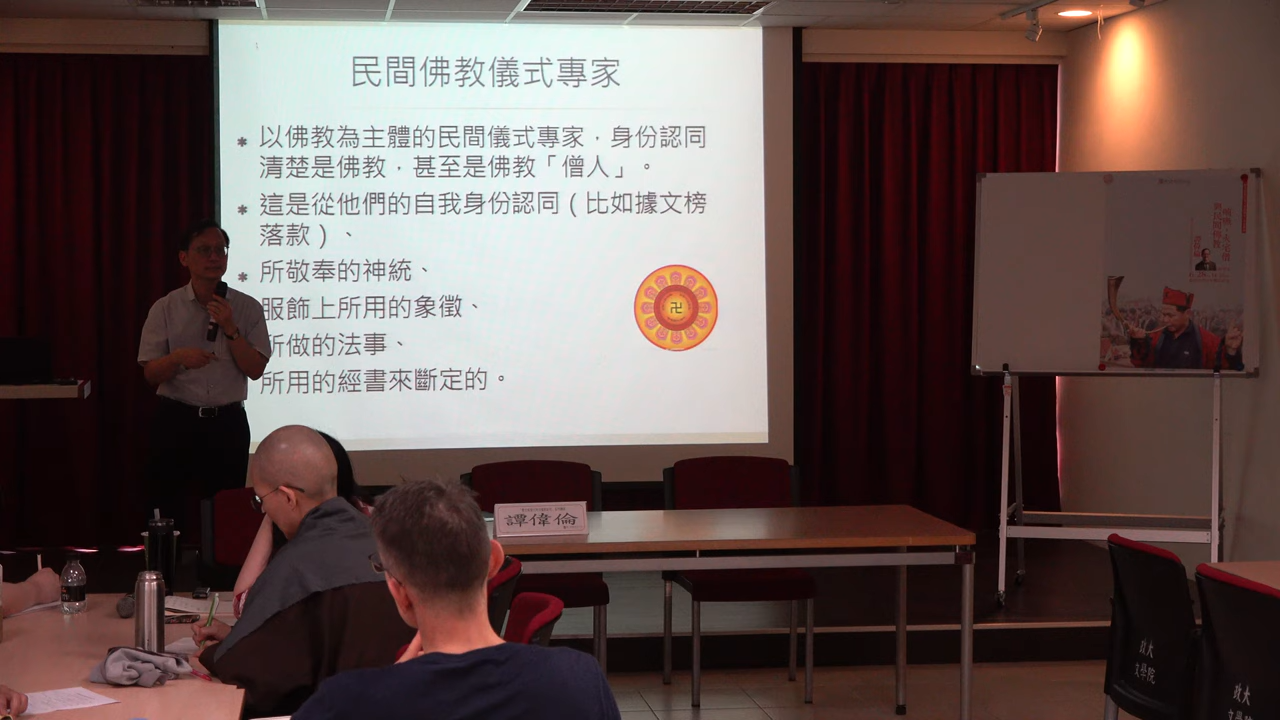 民間佛教儀式專家
* 以佛教為主體的民間儀式專家，身份認同
清楚是佛教，甚至是佛教「僧人」。
* 這是從他們的自我身份認同（比如據文榜
落款）、
* 所敬奉的神統、
服飾上所用的象徵、
所做的法事、
所用的經書來斷定的。
卍
譚偉倫
政大
文學院
政大